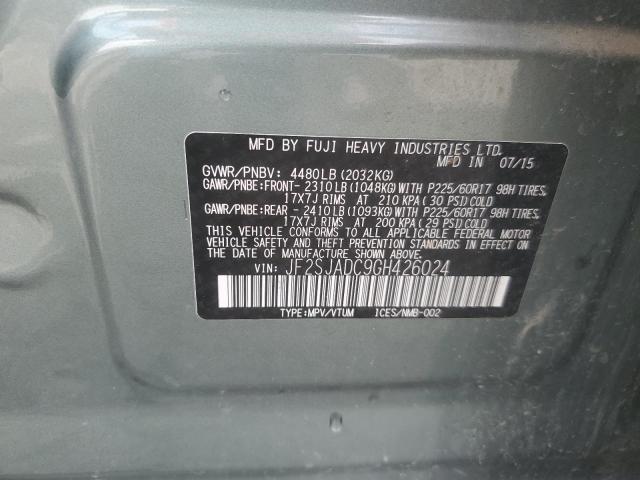 MFD BY FUJI HEAVY INDUSTRIES LTD.
MFD IN 07/15
GVWR/PNBV: 4480LB(2032KG)
GAWR/PNBE:FRONT- 2310LB(1048KG)WITH P225/60R17 98H TIRES,
17X7J RIMS AT 210 KPA(30 PSI)COLD
GAWR/PNBE:REAR - 2410LB(1093KG)WITH P225/60R17 98H TIRES,
17X7J RIMS AT 200 KPA(29 PSI)COLD
THIS VEHICLE CONFORMS TO ALL APPLICABLE FEDERAL MOTOR
VEHICLE SAFETY AND THEFT PREVENTION STANDARDS IN EFFECT ON
THE DATE OF MANUFACTURE SHOWN ABOVE.
VIN: JF2SJADC9GH426024
TYPE:MPV/VTUM ICES/NMB-002